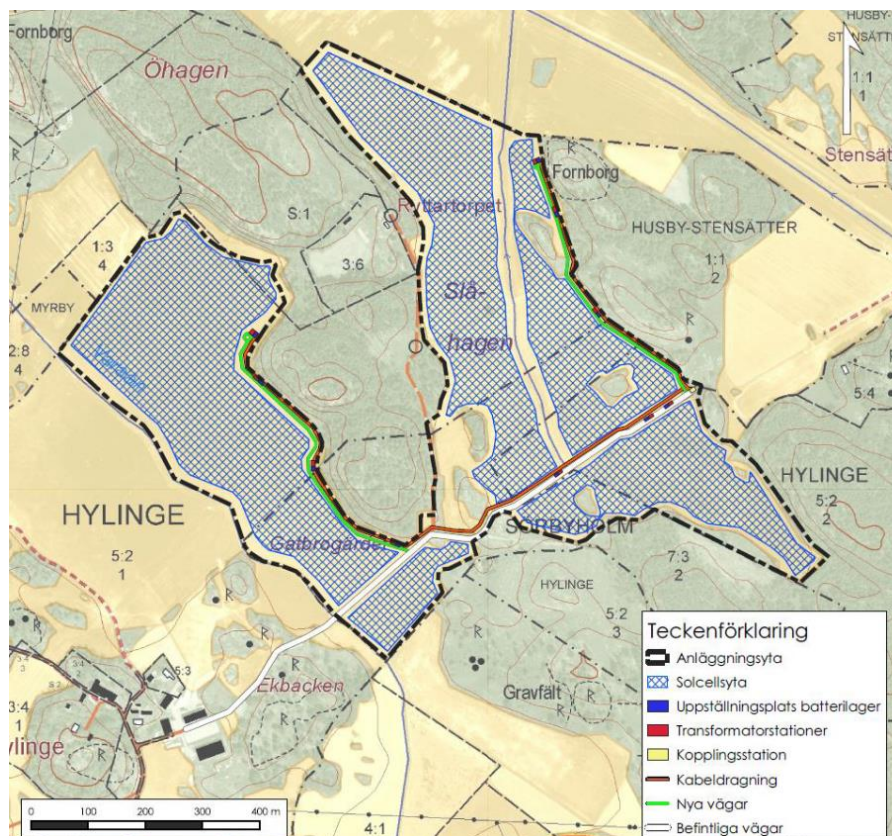 Fornborg
Öhagen
HUSBY-
1:1
1
Stensät
Fornborg
Ryttartorpet
S:1
HUSBY-STENSÄTTER
1:3
4
3:6
1:1
2
MYRBY
Slå-
hagen
R
2:8
4
5:4
HYLINGE
5:2
1
HYLINGE
5:2
2
SÖRBYHOLM
Gatbrogärdet
7:3
2
HYLINGE
5:2
3
R
5:3
Ekbacken
R
Gravfält
R R
3:4
1
ylinge
4:1
0 100 200 300 400 m
Teckenförklaring
Anläggningsyta
Solcellsyta
Uppställningsplats batterilager
Transformatorstationer
Kopplingsstation
Kabeldragning
Nya vägar
Befintliga vägar